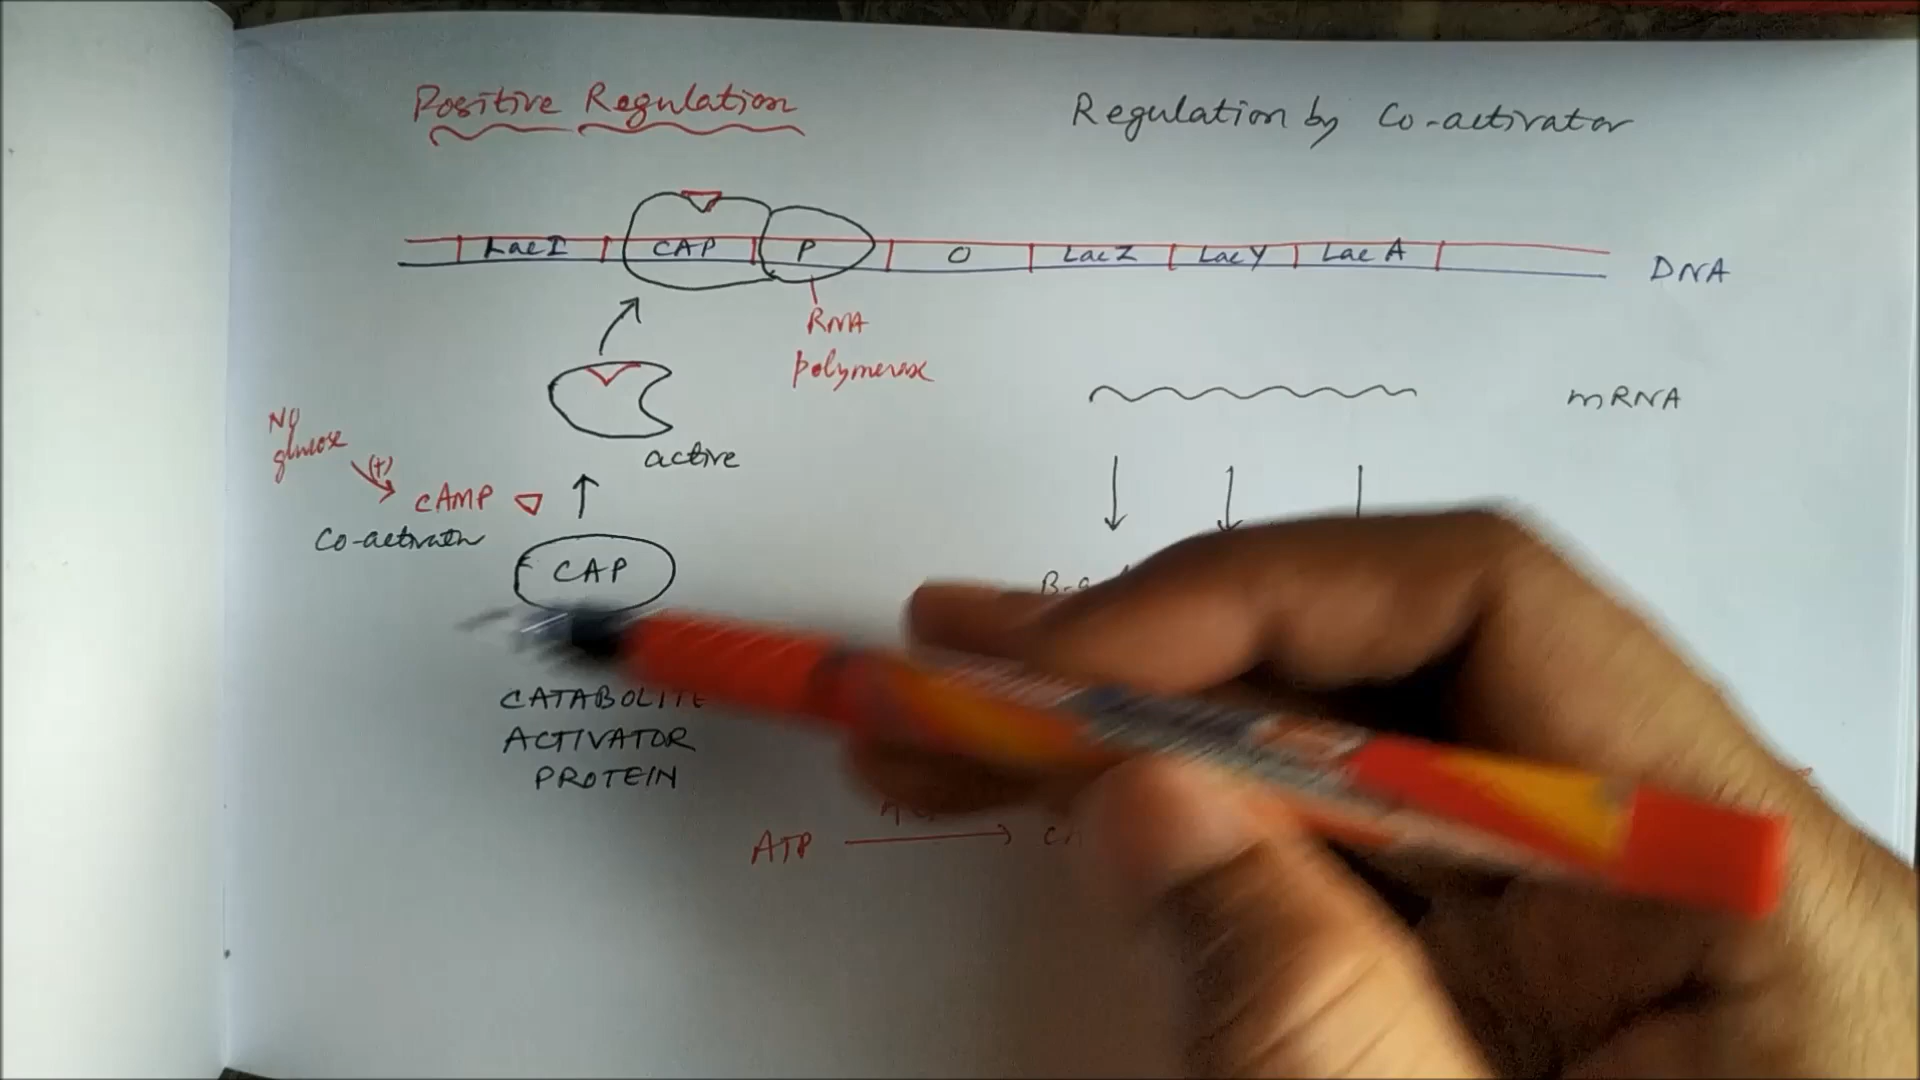 Positive Regulation
Regulation by Co-activator
LacI CAP P O LacZ LacY LacA
DNA
RNA
polymerase
mRNA
NO
glucose
(+)
active
cAMP
Co-activator
CAP
CATABOLITE
ACTIVATOR
PROTEIN
ATP